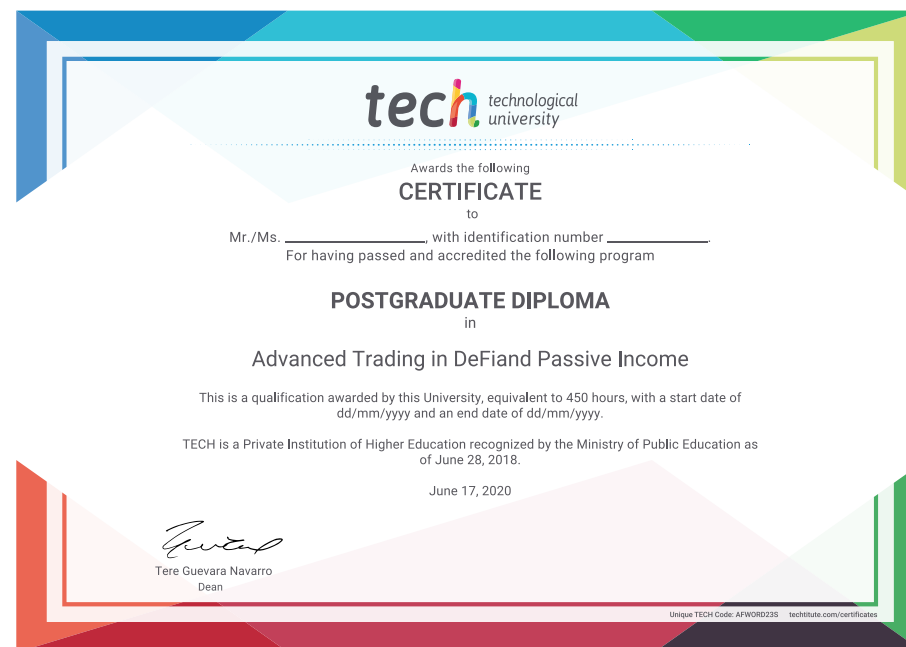 tech technological
university
Awards the following
CERTIFICATE
to
Mr./Ms. ____________________, with identification number ______________.
For having passed and accredited the following program
POSTGRADUATE DIPLOMA
in
Advanced Trading in DeFiand Passive Income
This is a qualification awarded by this University, equivalent to 450 hours, with a start date of
dd/mm/yyyy and an end date of dd/mm/yyyy.
TECH is a Private Institution of Higher Education recognized by the Ministry of Public Education as
of June 28, 2018.
June 17, 2020
Tere Guevara Navarro
Dean
Unique TECH Code: AFWORD23S techtitute.com/certificates